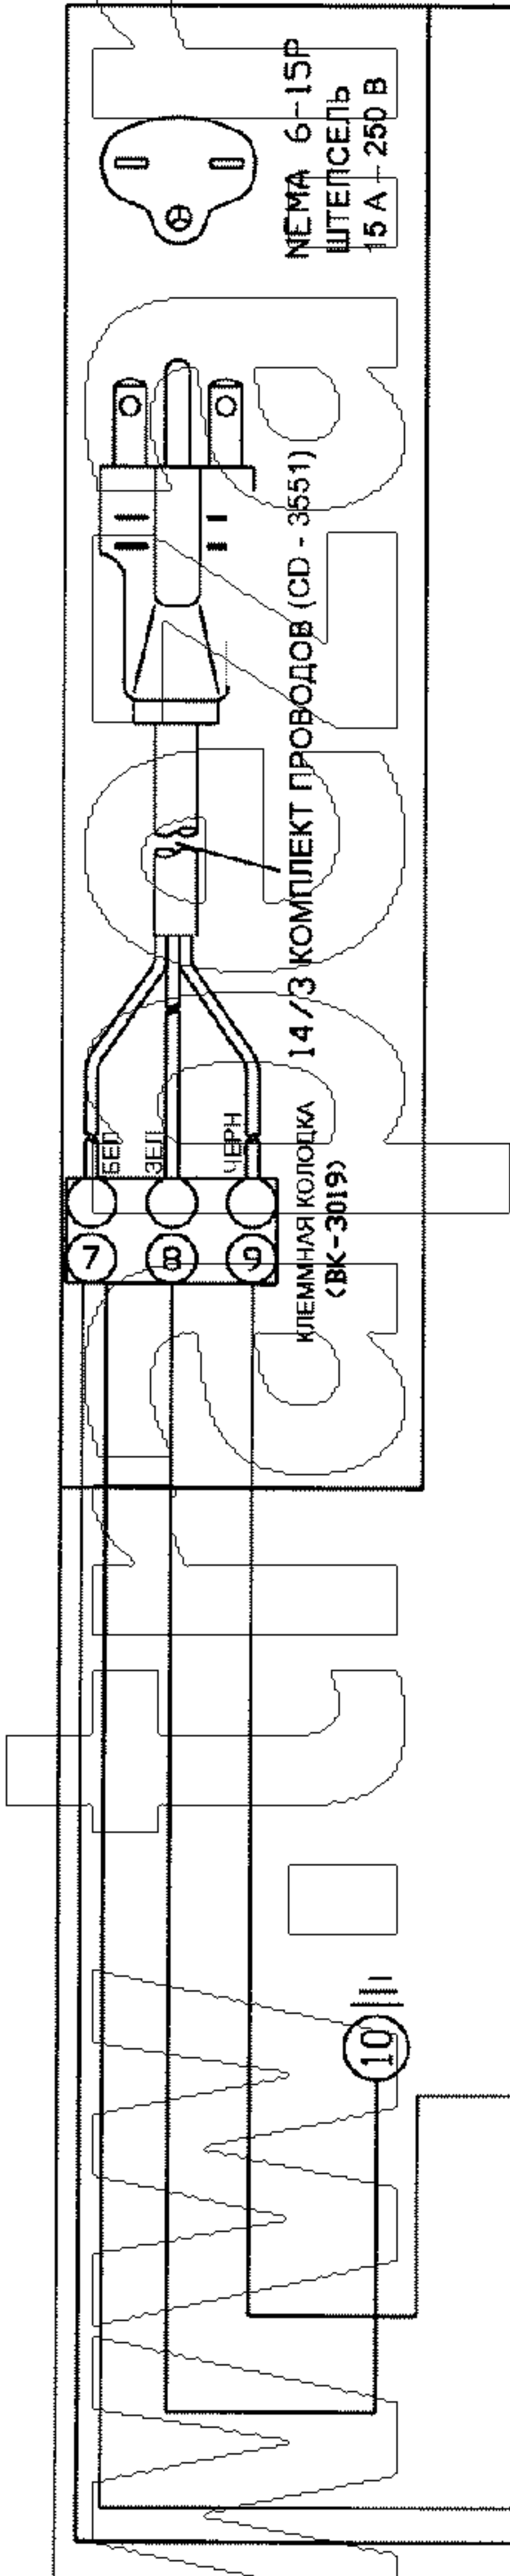 NEMA 6-15P
ШТЕПСЕЛЬ
15 А - 250 В
14/3 КОМПЛЕКТ ПРОВОДОВ (CD - 3551)
БЕЛ
ЗЕЛ
ЧЕРН
7
8
9
КЛЕММНАЯ КОЛОДКА
(BK-3019)
10